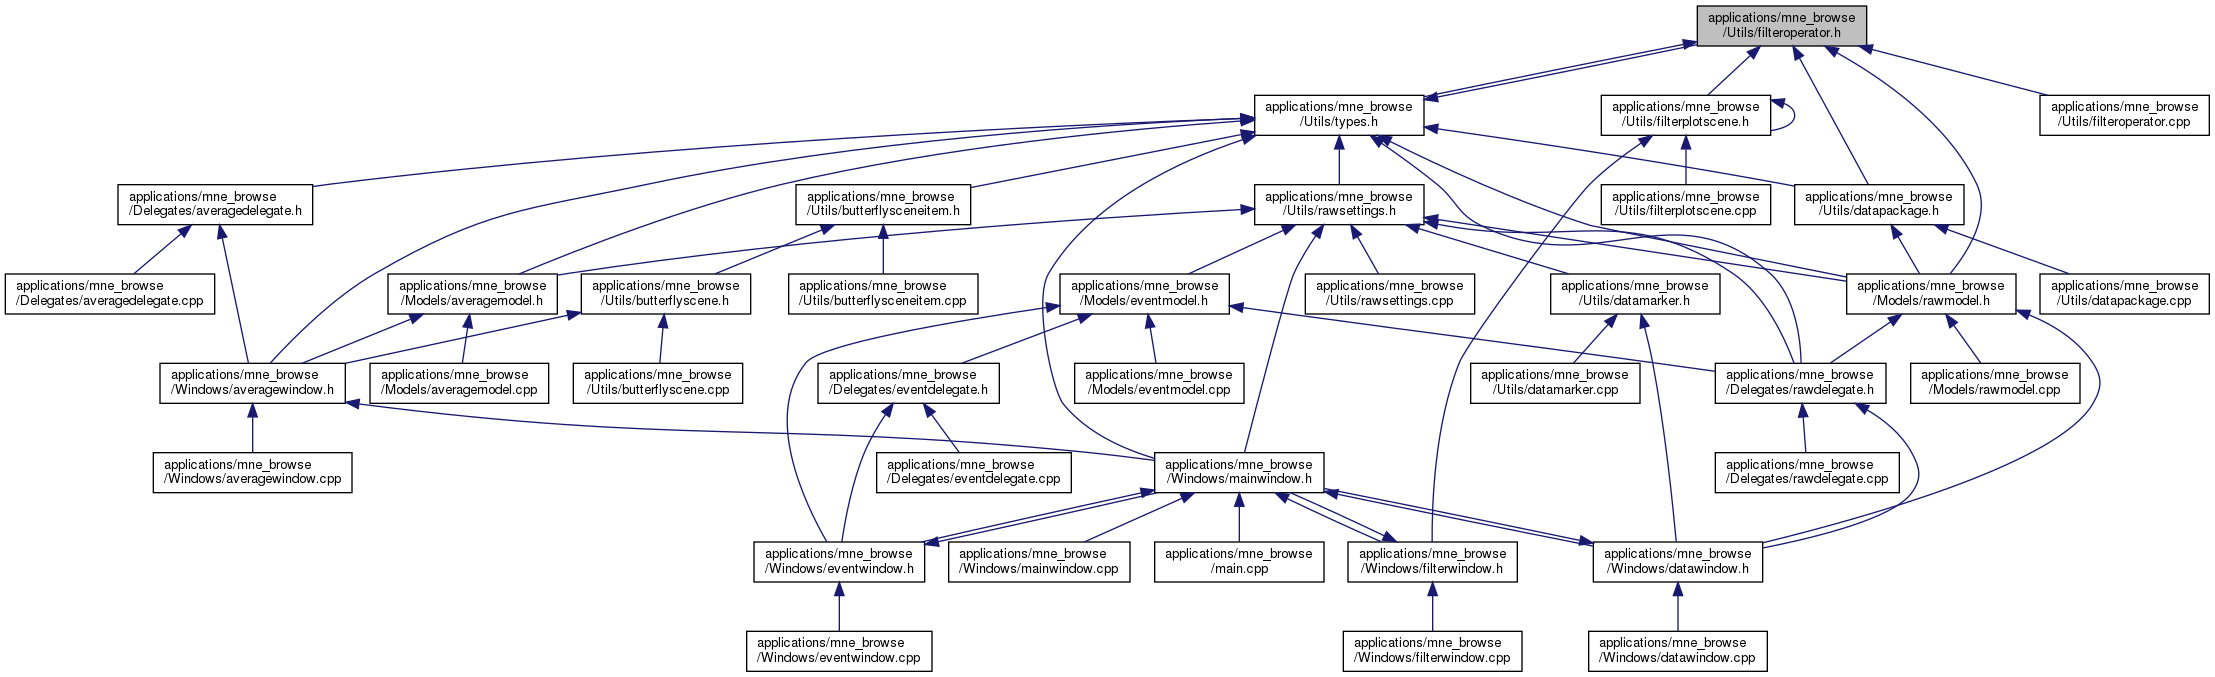 applications/mne_browse
/Utils/filteroperator.h
applications/mne_browse
/Utils/types.h
applications/mne_browse
/Utils/filterplotscene.h
applications/mne_browse
/Utils/filteroperator.cpp
applications/mne_browse
/Delegates/averagedelegate.h
applications/mne_browse
/Utils/butterflysceneitem.h
applications/mne_browse
/Utils/rawsettings.h
applications/mne_browse
/Utils/filterplotscene.cpp
applications/mne_browse
/Utils/datapackage.h
applications/mne_browse
/Delegates/averagedelegate.cpp
applications/mne_browse
/Models/averagemodel.h
applications/mne_browse
/Utils/butterflyscene.h
applications/mne_browse
/Utils/butterflysceneitem.cpp
applications/mne_browse
/Models/eventmodel.h
applications/mne_browse
/Utils/rawsettings.cpp
applications/mne_browse
/Utils/datamarker.h
applications/mne_browse
/Models/rawmodel.h
applications/mne_browse
/Utils/datapackage.cpp
applications/mne_browse
/Windows/averagewindow.h
applications/mne_browse
/Models/averagemodel.cpp
applications/mne_browse
/Utils/butterflyscene.cpp
applications/mne_browse
/Delegates/eventdelegate.h
applications/mne_browse
/Models/eventmodel.cpp
applications/mne_browse
/Utils/datamarker.cpp
applications/mne_browse
/Delegates/rawdelegate.h
applications/mne_browse
/Models/rawmodel.cpp
applications/mne_browse
/Windows/averagewindow.cpp
applications/mne_browse
/Delegates/eventdelegate.cpp
applications/mne_browse
/Windows/mainwindow.h
applications/mne_browse
/Delegates/rawdelegate.cpp
applications/mne_browse
/Windows/eventwindow.h
applications/mne_browse
/Windows/mainwindow.cpp
applications/mne_browse
/main.cpp
applications/mne_browse
/Windows/filterwindow.h
applications/mne_browse
/Windows/datawindow.h
applications/mne_browse
/Windows/eventwindow.cpp
applications/mne_browse
/Windows/filterwindow.cpp
applications/mne_browse
/Windows/datawindow.cpp